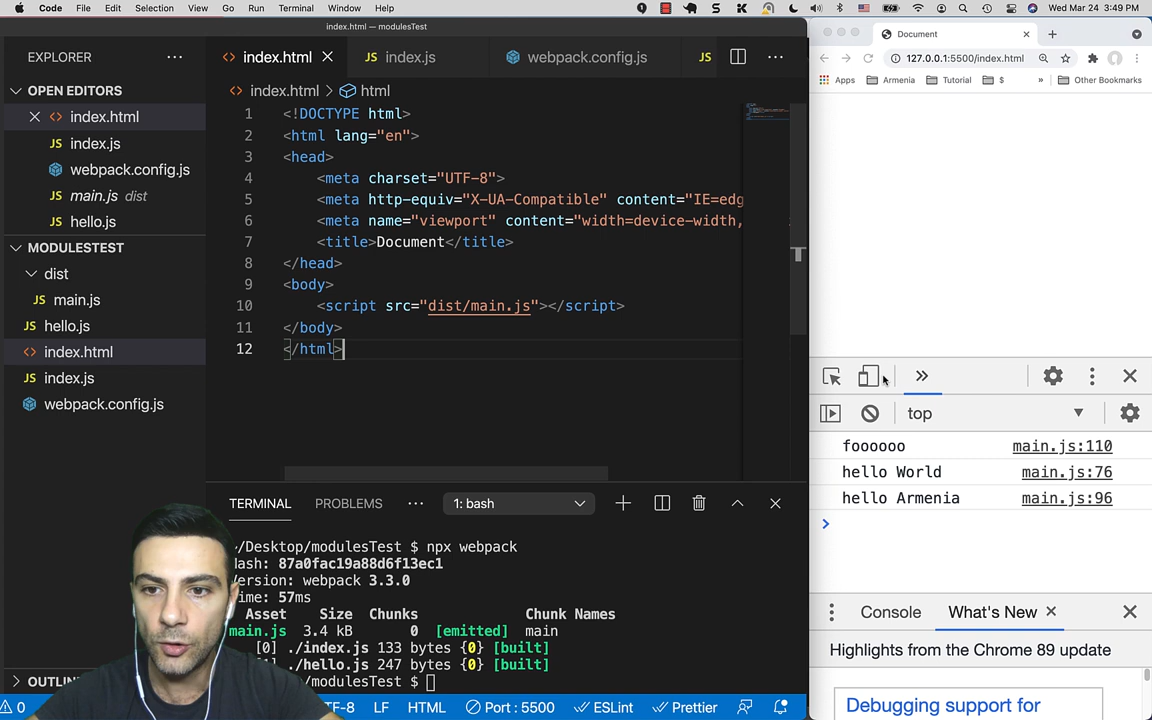 Code File Edit Selection View Go Run Terminal Window Help
Wed Mar 24 3:49 PM
index.html — modulesTest
EXPLORER
OPEN EDITORS
index.html
index.js
webpack.config.js
main.js dist
hello.js
MODULESTEST
dist
main.js
hello.js
index.html
index.js
webpack.config.js
index.html
index.js
webpack.config.js
JS
index.html > html
1 <!DOCTYPE html>
2 <html lang="en">
3 <head>
4 <meta charset="UTF-8">
5 <meta http-equiv="X-UA-Compatible" content="IE=edg
6 <meta name="viewport" content="width=device-width,
7 <title>Document</title>
8 </head>
9 <body>
10 <script src="dist/main.js"></script>
11 </body>
12 </html>
TERMINAL PROBLEMS
1: bash
/Desktop/modulesTest $ npx webpack
ash: 87a0fac19a88d6f13ec1
ersion: webpack 3.3.0
ime: 57ms
Asset Size Chunks Chunk Names
main.js 3.4 kB 0 [emitted] main
[0] ./index.js 133 bytes {0} [built]
] ./hello.js 247 bytes {0} [built]
/modulesTest $
0
TF-8 LF HTML Port : 5500 ESLint Prettier
Document
127.0.0.1:5500/index.html
Apps Armenia Tutorial $ » Other Bookmarks
top
foooooo main.js:110
hello World main.js:76
hello Armenia main.js:96
Console What's New
Highlights from the Chrome 89 update
Debugging support for